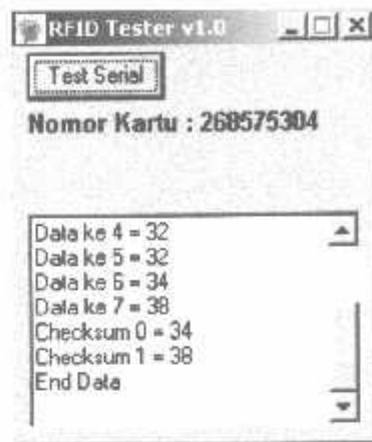 RFID Tester v1.0
Test Serial
Nomor Kartu : 268575304
Data ke 4 = 32
Data ke 5 = 32
Data ke 6 = 34
Data ke 7 = 38
Checksum 0 = 34
Checksum 1 = 38
End Data